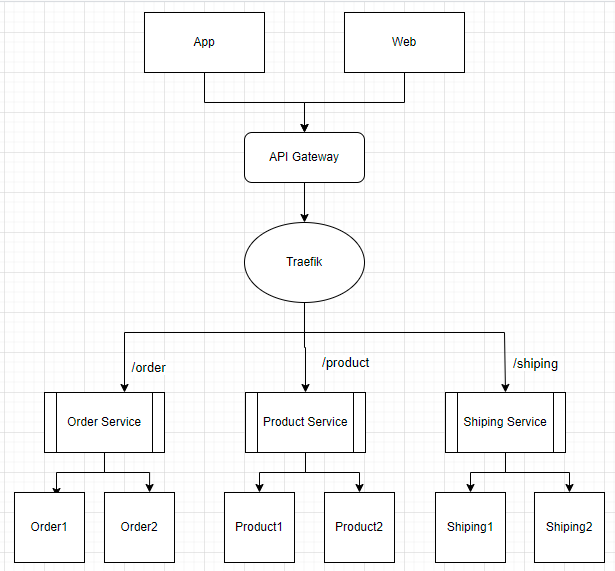 App
Web
API Gateway
Traefik
/order
/product
/shiping
Order Service
Product Service
Shiping Service
Order1
Order2
Product1
Product2
Shiping1
Shiping2